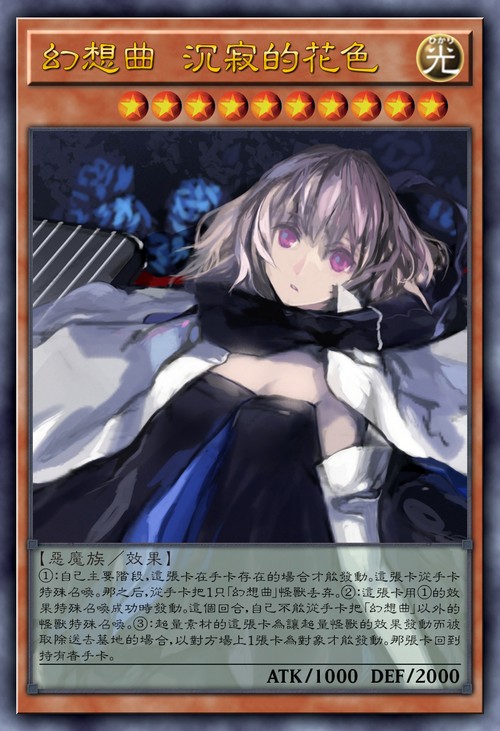 幻想曲 沉寂的花色
ひかり
光
【惡魔族／效果】
①:自己主要階段,這張卡在手卡存在的場合才能發動。這張卡從手卡
特殊召喚。那之后,從手卡把1只｢幻想曲｣怪獸丟弃。②:這張卡用①的效
果特殊召喚成功時發動。這個回合,自己不能從手卡把｢幻想曲｣以外的
怪獸特殊召喚。③:超量素材的這張卡為讓超量怪獸的效果發動而被
取除送去墓地的場合,以對方場上1張卡為對象才能發動。那張卡回到
持有者手卡。
ATK/1000 DEF/2000